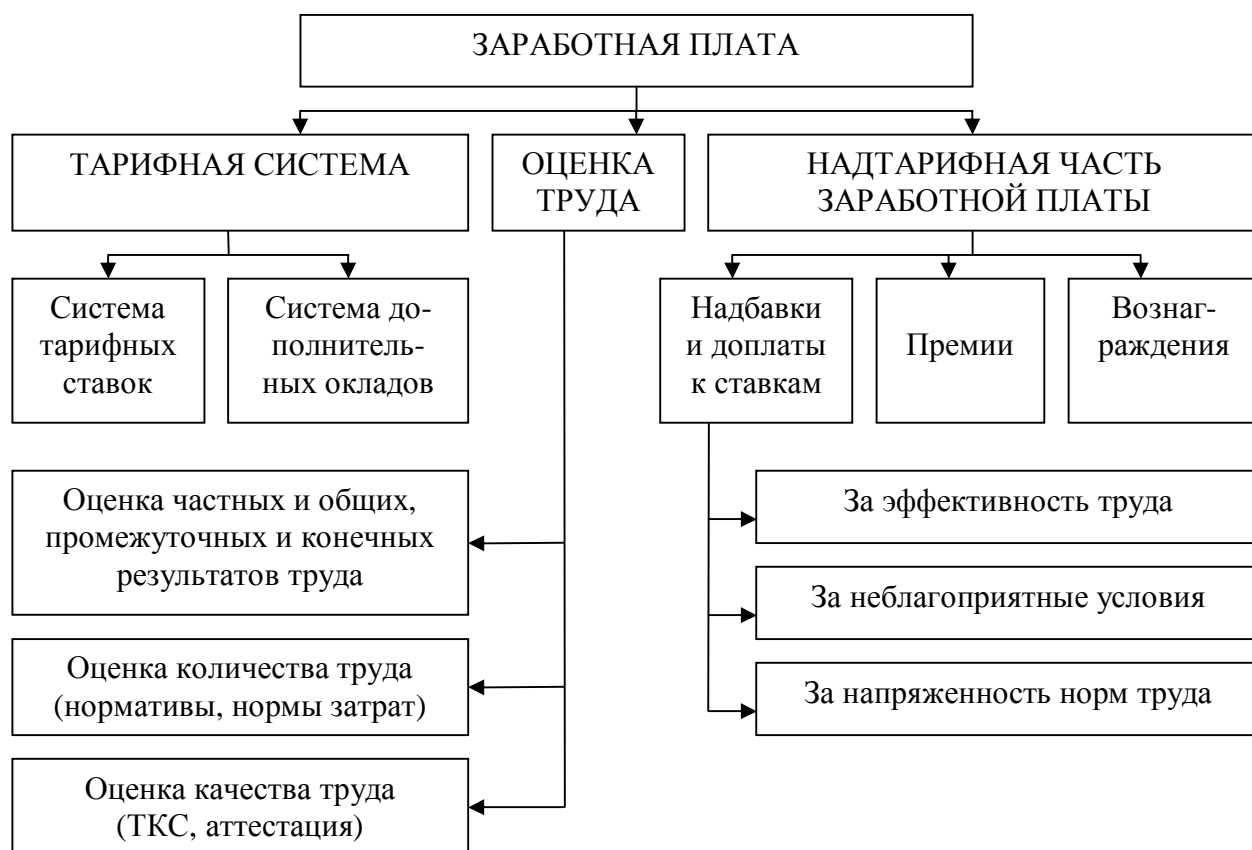 ЗАРАБОТНАЯ ПЛАТА
ТАРИФНАЯ СИСТЕМА
ОЦЕНКА
ТРУДА
НАДТАРИФНАЯ ЧАСТЬ
ЗАРАБОТНОЙ ПЛАТЫ
Система
тарифных
ставок
Система до-
полнитель-
ных окладов
Надбавки
и доплаты
к ставкам
Премии
Вознаг-
раждения
Оценка частных и общих,
промежуточных и конечных
результатов труда
Оценка количества труда
(нормативы, нормы затрат)
Оценка качества труда
(ТКС, аттестация)
За эффективность труда
За неблагоприятные условия
За напряженность норм труда